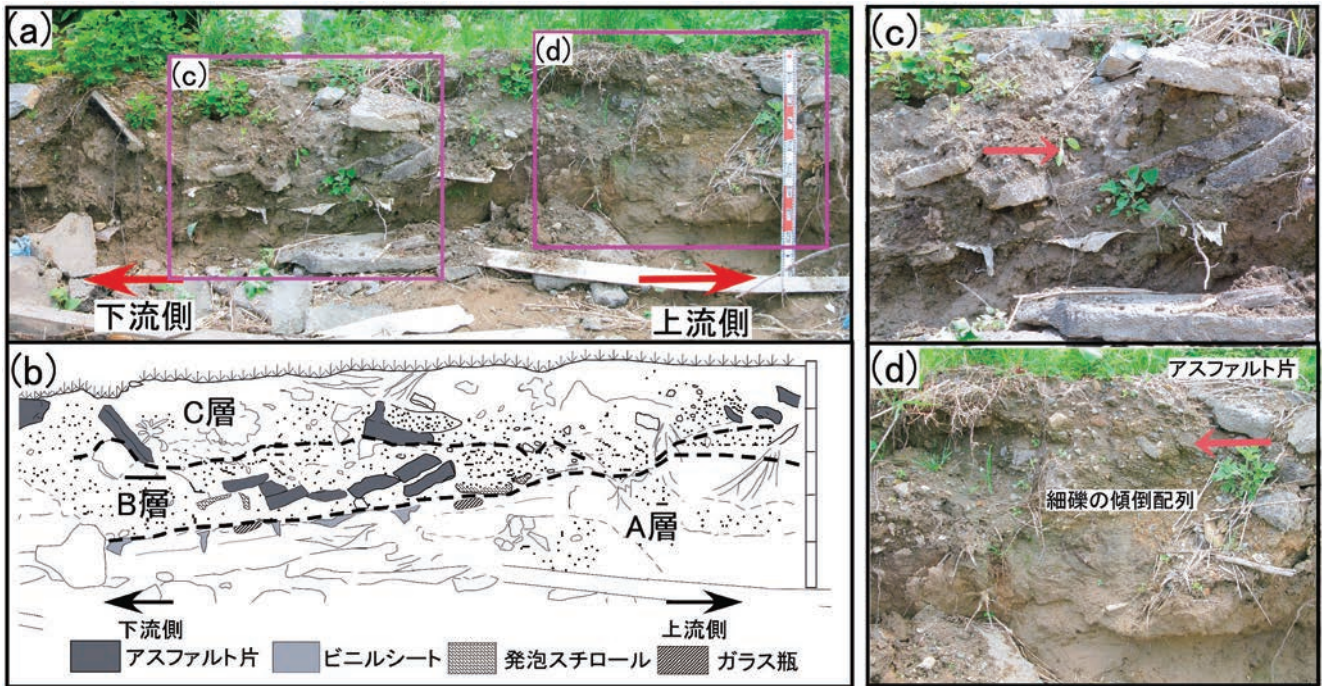 (a)
(c)
(d)
下流側
上流側
(b)
C層
B層
A層
下流側
上流側
アスファルト片
ビニルシート
発泡スチロール
ガラス瓶
(c)
(d)
アスファルト片
細礫の傾倒配列